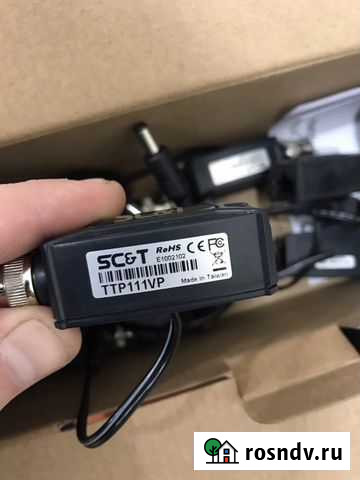 SC&T RoHS CE FC
E1002102
TTP111VP Made in Taiwan
rosndv.ru